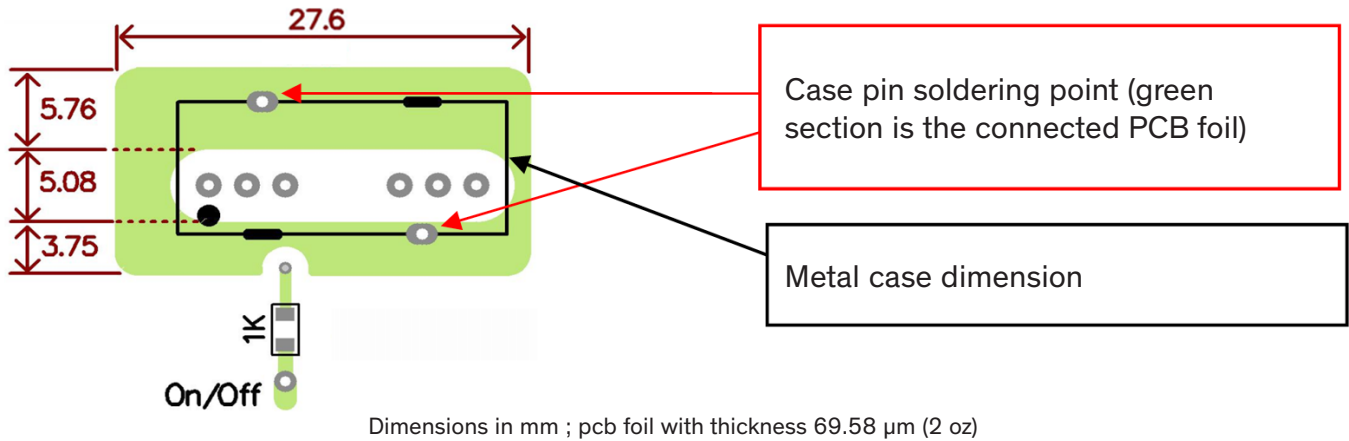 27.6
5.76
5.08
3.75
Case pin soldering point (green
section is the connected PCB foil)
Metal case dimension
1K
On/Off
Dimensions in mm ; pcb foil with thickness 69.58 µm (2 oz)